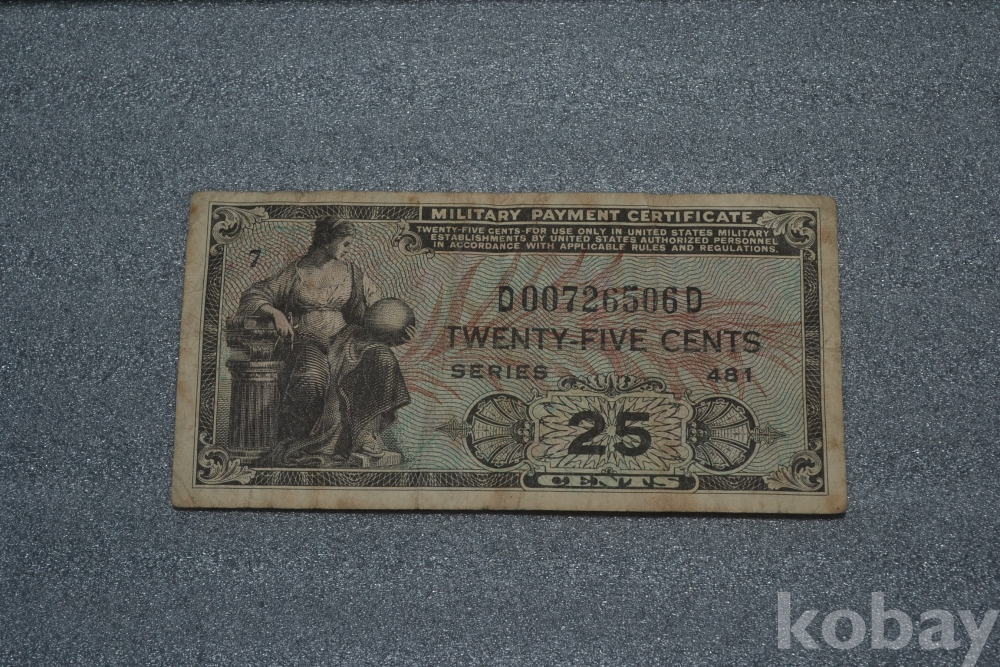 MILITARY PAYMENT CERTIFICATE
TWENTY-FIVE CENTS-FOR USE ONLY IN UNITED STATES MILITARY
ESTABLISHMENTS BY UNITED STATES AUTHORIZED PERSONNEL
IN ACCORDANCE WITH APPLICABLE RULES AND REGULATIONS.
7
D00726506D
TWENTY-FIVE CENTS
SERIES 481
25
CENTS
kobay